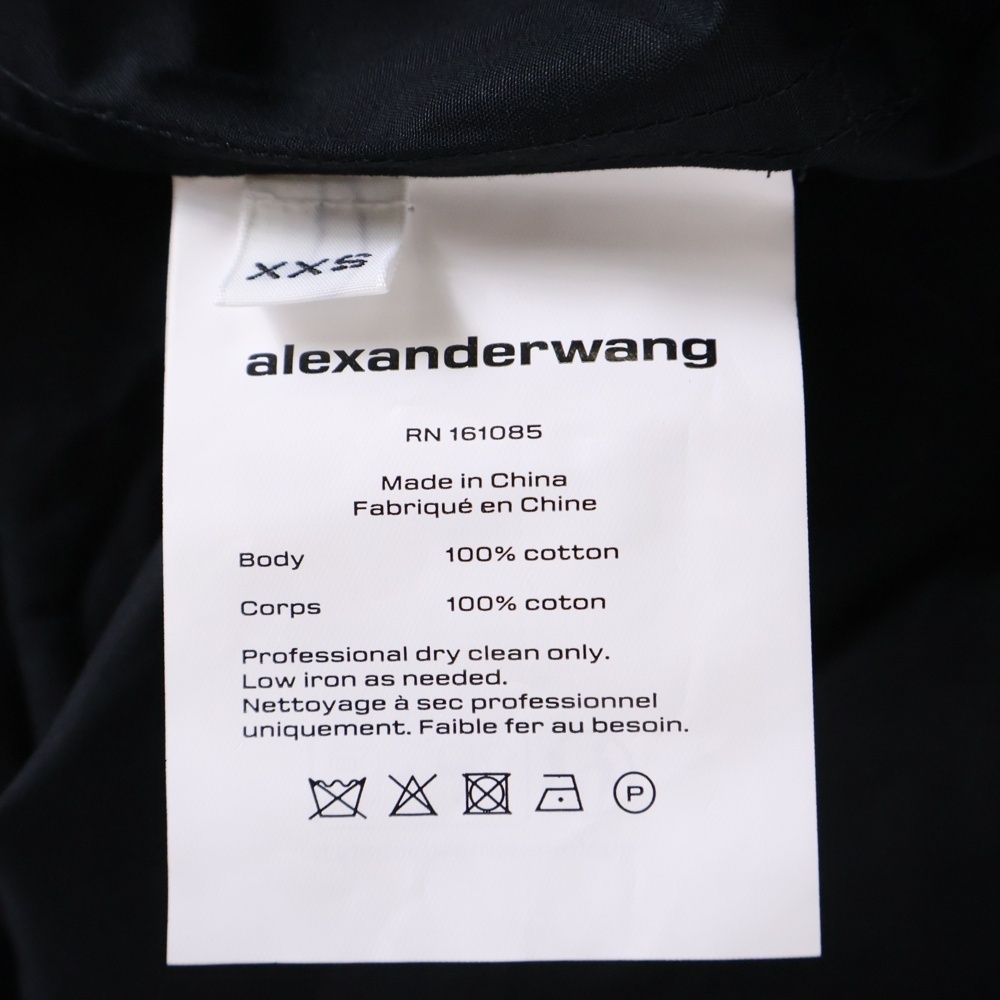 XXS
alexanderwang
RN 161085
Made in China
Fabriqué en Chine
Body 100% cotton
Corps 100% coton
Professional dry clean only.
Low iron as needed.
Nettoyage à sec professionnel
uniquement. Faible fer au besoin.
P